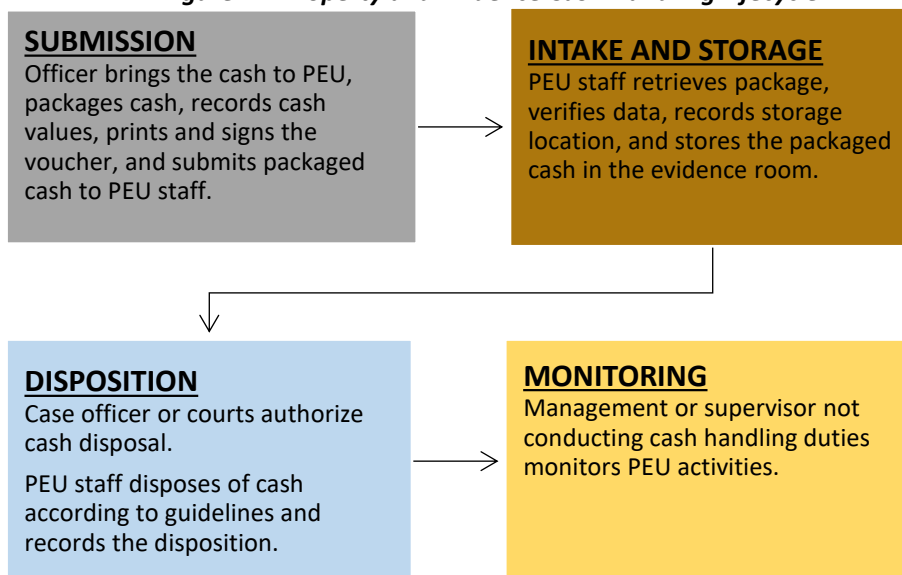 SUBMISSION
Officer brings the cash to PEU,
packages cash, records cash
values, prints and signs the
voucher, and submits packaged
cash to PEU staff.
INTAKE AND STORAGE
PEU staff retrieves package,
verifies data, records storage
location, and stores the packaged
cash in the evidence room.
DISPOSITION
Case officer or courts authorize
cash disposal.
PEU staff disposes of cash
according to guidelines and
records the disposition.
MONITORING
Management or supervisor not
conducting cash handling duties
monitors PEU activities.